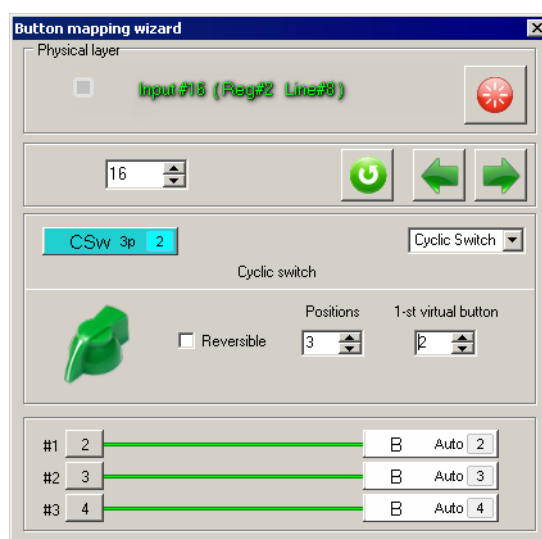 Button mapping wizard
Physical layer
Input#16 (Reg#2 Line#8)
16
CSw 3p 2
Cyclic Switch
Cyclic switch
Positions 1-st virtual button
Reversible 3 2
#1 2 B Auto 2
#2 3 B Auto 3
#3 4 B Auto 4